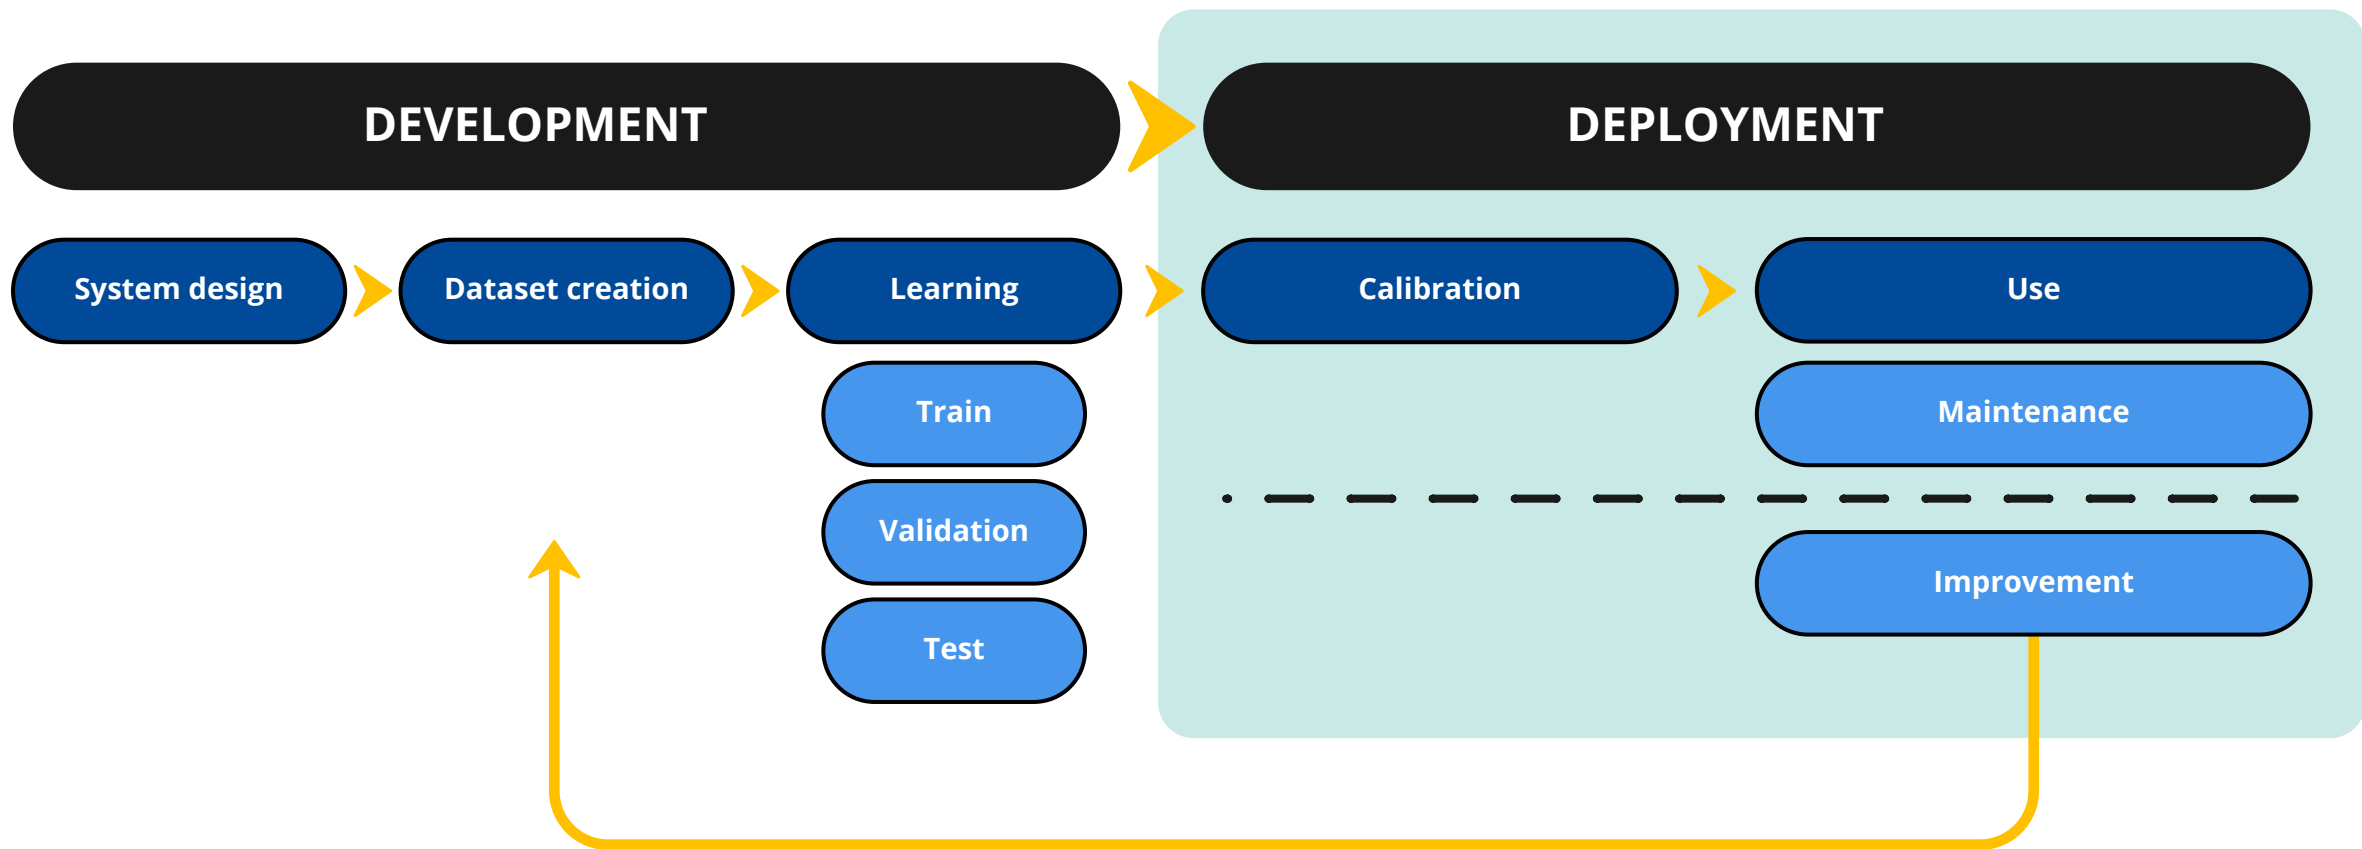 DEVELOPMENT
DEPLOYMENT
System design
Dataset creation
Learning
Calibration
Use
Train
Maintenance
Validation
Improvement
Test